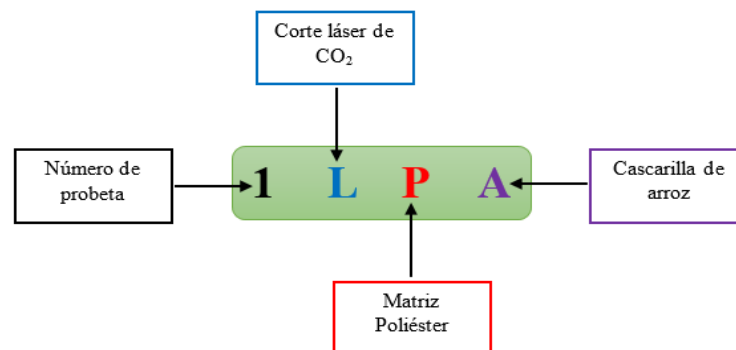 Corte láser de
CO₂
Número de
probeta
1 L P A
Cascarilla de
arroz
Matriz
Poliéster